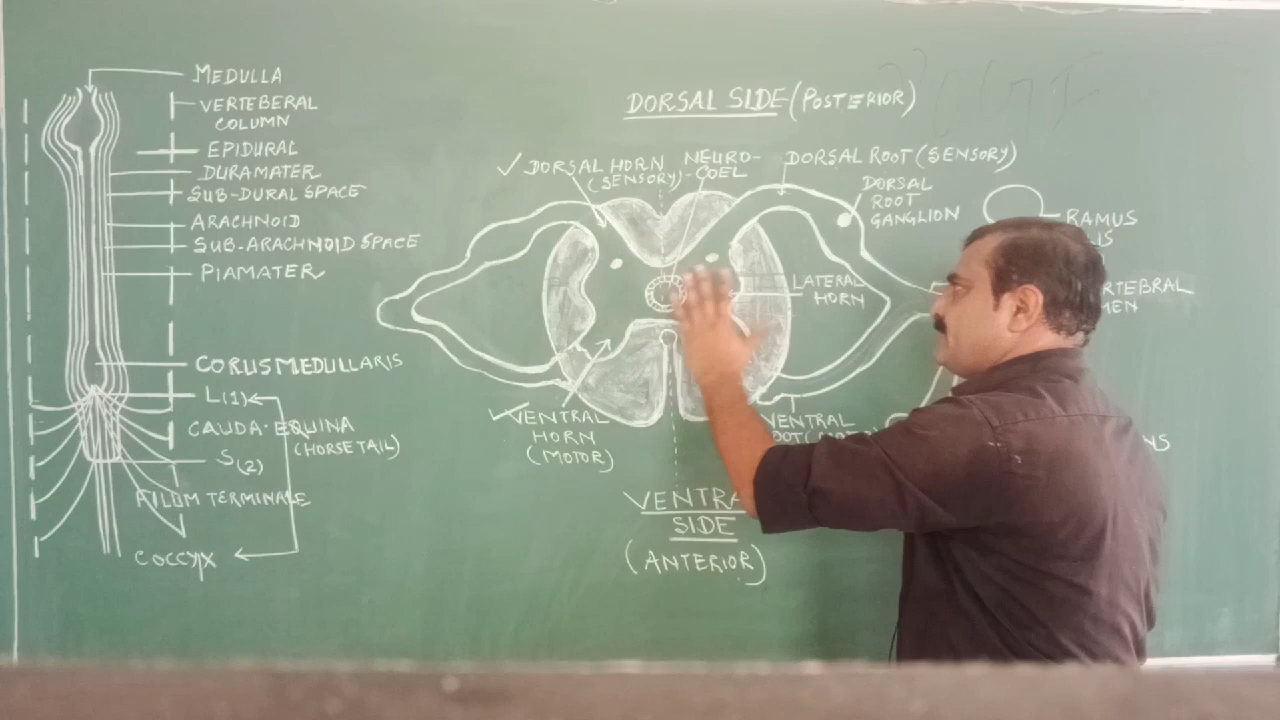 MEDULLA
VERTEBERAL
COLUMN
EPIDURAL
DURAMATER
SUB-DURAL SPACE
ARACHNOID
SUB-ARACHNOID SPACE
PIAMATER
CORUSMEDULLARIS
L(1)
CAUDA-EQUINA
(HORSE TAIL)
S(2)
FILUM TERMINALE
COCCYX
DORSAL SIDE (POSTERIOR)
DORSAL HORN
(SENSORY)
NEURO-
-COEL
DORSAL ROOT (SENSORY)
DORSAL
ROOT
GANGLION
RAMUS
LATERAL
HORN
VENTRAL
HORN
(MOTOR)
VENTRAL
VENTRA
SIDE
(ANTERIOR)